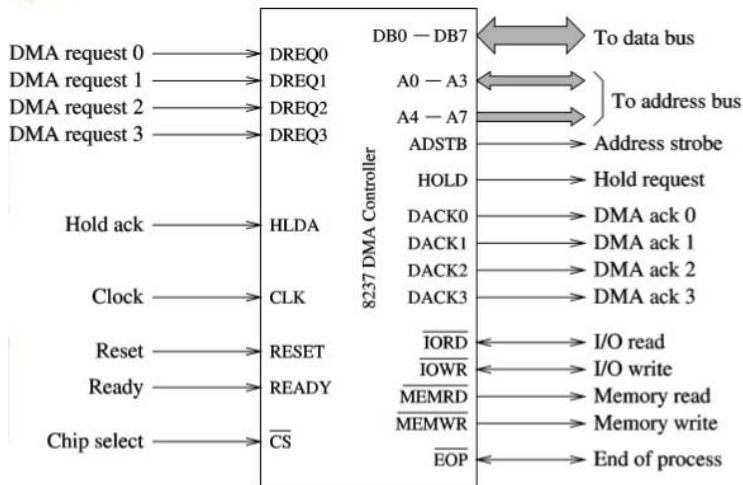 DMA request 0
DMA request 1
DMA request 2
DMA request 3
Hold ack
Clock
Reset
Ready
Chip select
DREQ0
DREQ1
DREQ2
DREQ3
HLDA
CLK
RESET
READY
CS
8237 DMA Controller
DB0 — DB7
A0 — A3
A4 — A7
ADSTB
HOLD
DACK0
DACK1
DACK2
DACK3
IORD
IOWR
MEMRD
MEMWR
EOP
To data bus
To address bus
Address strobe
Hold request
DMA ack 0
DMA ack 1
DMA ack 2
DMA ack 3
I/O read
I/O write
Memory read
Memory write
End of process